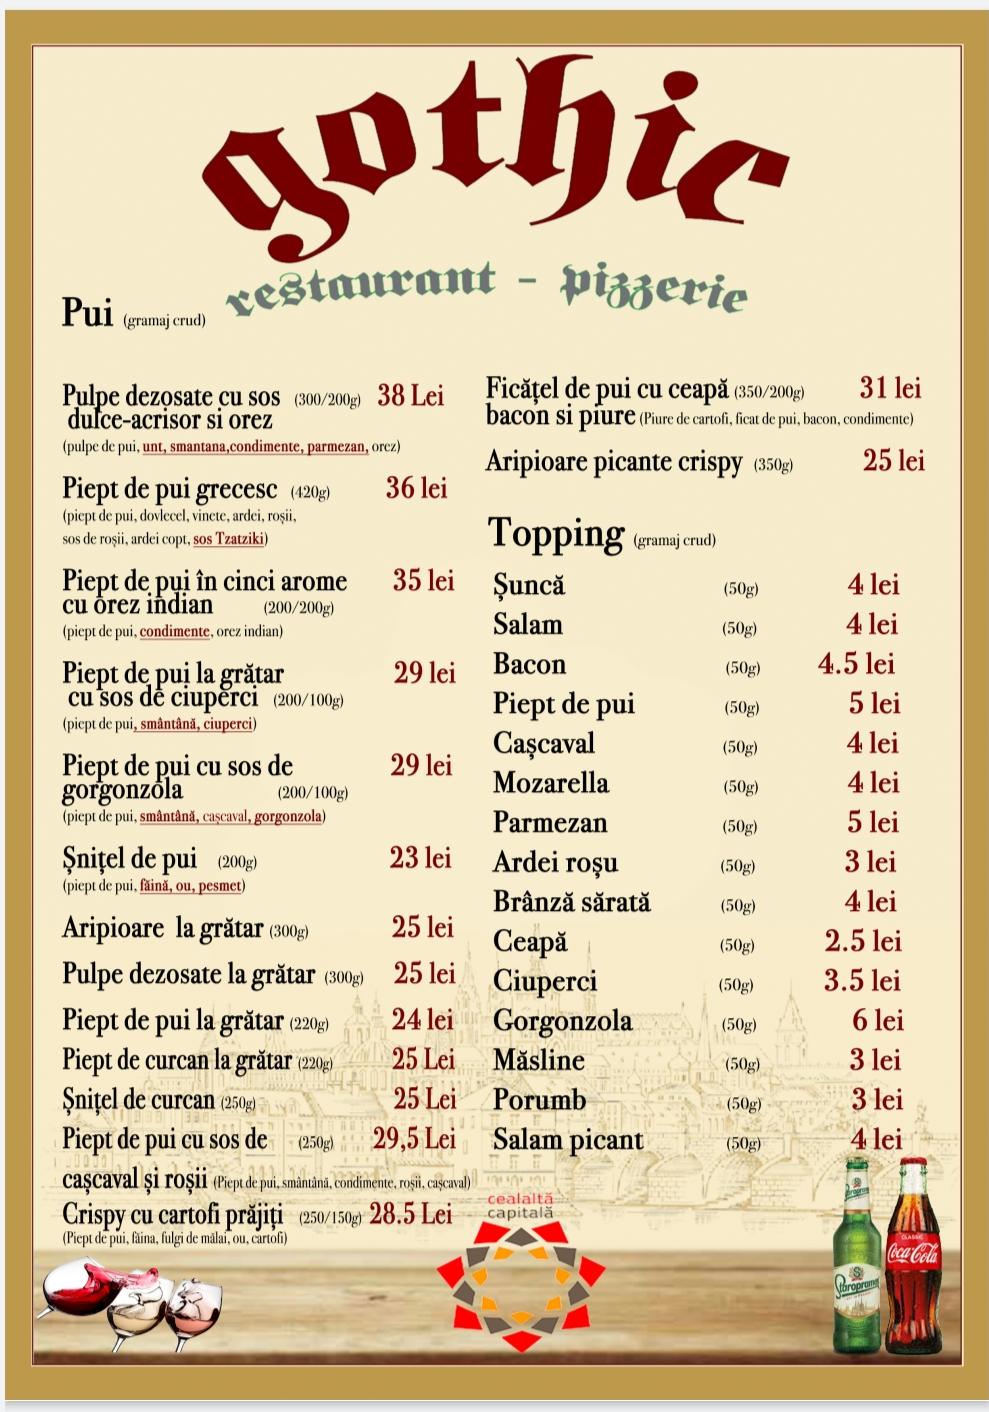 gothic
restaurant - pizzerie
Pui (gramaj crud)
Pulpe dezosate cu sos (300/200g) 38 Lei
dulce-acrisor si orez
(pulpe de pui, unt, smantana,condimente, parmezan, orez)
Piept de pui grecesc (420g) 36 lei
(piept de pui, dovlecel, vinete, ardei, roșii,
sos de roșii, ardei copt, sos Tzatziki)
Piept de pui în cinci arome 35 lei
cu orez indian (200/200g)
(piept de pui, condimente, orez indian)
Piept de pui la grătar 29 lei
cu sos de ciuperci (200/100g)
(piept de pui, smântână, ciuperci)
Piept de pui cu sos de 29 lei
gorgonzola (200/100g)
(piept de pui, smântână, cașcaval, gorgonzola)
Șnițel de pui (200g) 23 lei
(piept de pui, făină, ou, pesmet)
Aripioare la grătar (300g) 25 lei
Pulpe dezosate la grătar (300g) 25 lei
Piept de pui la grătar (220g) 24 lei
Piept de curcan la grătar (220g) 25 Lei
Șnițel de curcan (250g) 25 Lei
Piept de pui cu sos de (250g) 29,5 Lei
cașcaval și roșii (Piept de pui, smântână, condimente, roșii, cașcaval)
Crispy cu cartofi prăjiți (250/150g) 28.5 Lei
(Piept de pui, făina, fulgi de mălai, ou, cartofi)
Ficățel de pui cu ceapă (350/200g) 31 lei
bacon si piure (Piure de cartofi, ficat de pui, bacon, condimente)
Aripioare picante crispy (350g) 25 lei
Topping (gramaj crud)
Șuncă (50g) 4 lei
Salam (50g) 4 lei
Bacon (50g) 4.5 lei
Piept de pui (50g) 5 lei
Cașcaval (50g) 4 lei
Mozarella (50g) 4 lei
Parmezan (50g) 5 lei
Ardei roșu (50g) 3 lei
Brânză sărată (50g) 4 lei
Ceapă (50g) 2.5 lei
Ciuperci (50g) 3.5 lei
Gorgonzola (50g) 6 lei
Măsline (50g) 3 lei
Porumb (50g) 3 lei
Salam picant (50g) 4 lei
cealaltă
capitală
Staropramen
Staropramen
CLASSIC
Coca-Cola